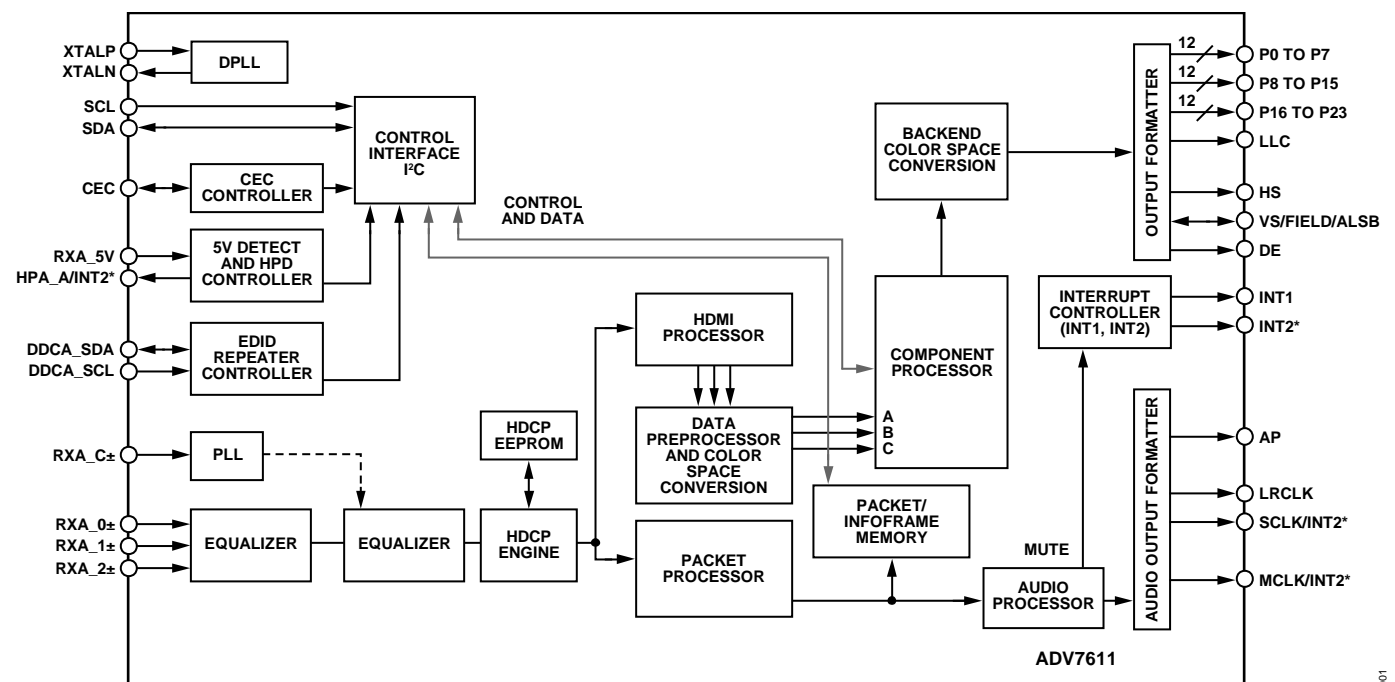 XTALP
XTALN
DPLL
SCL
SDA
CONTROL
INTERFACE
I²C
CEC
CEC
CONTROLLER
RXA_5V
HPA_A/INT2*
5V DETECT
AND HPD
CONTROLLER
DDCA_SDA
DDCA_SCL
EDID
REPEATER
CONTROLLER
RXA_C±
PLL
RXA_0±
RXA_1±
RXA_2±
EQUALIZER
EQUALIZER
HDCP
EEPROM
HDCP
ENGINE
CONTROL
AND DATA
HDMI
PROCESSOR
DATA
PREPROCESSOR
AND COLOR
SPACE
CONVERSION
PACKET
PROCESSOR
A
B
C
COMPONENT
PROCESSOR
BACKEND
COLOR SPACE
CONVERSION
PACKET/
INFOFRAME
MEMORY
MUTE
AUDIO
PROCESSOR
INTERRUPT
CONTROLLER
(INT1, INT2)
OUTPUT FORMATTER
AUDIO OUTPUT FORMATTER
12
P0 TO P7
12
P8 TO P15
12
P16 TO P23
LLC
HS
VS/FIELD/ALSB
DE
INT1
INT2*
AP
LRCLK
SCLK/INT2*
MCLK/INT2*
ADV7611